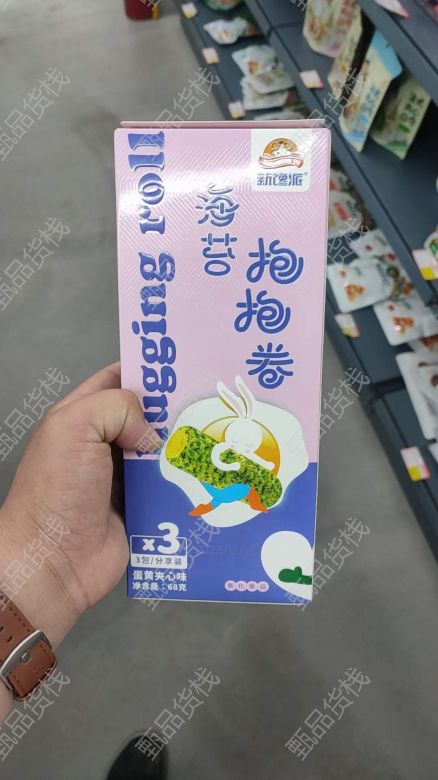 新馋派
海苔
抱抱卷
hugging roll
x3
3包/分享装
蛋黄夹心味
净含量:68克
膨化食品
甄品货栈